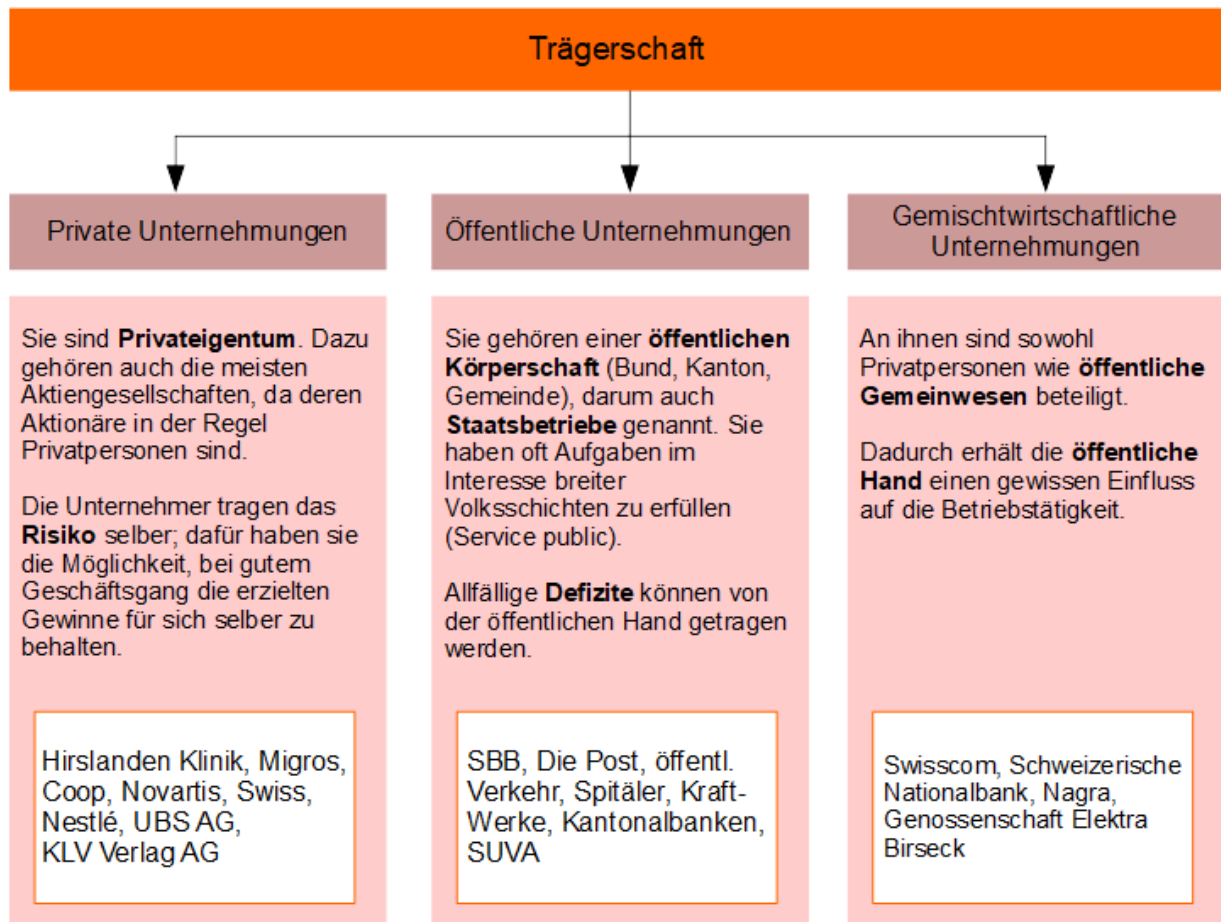 Trägerschaft
Private Unternehmungen
Sie sind Privateigentum. Dazu
gehören auch die meisten
Aktiengesellschaften, da deren
Aktionäre in der Regel
Privatpersonen sind.
Die Unternehmer tragen das
Risiko selber; dafür haben sie
die Möglichkeit, bei gutem
Geschäftsgang die erzielten
Gewinne für sich selber zu
behalten.
Hirslanden Klinik, Migros,
Coop, Novartis, Swiss,
Nestlé, UBS AG,
KLV Verlag AG
Öffentliche Unternehmungen
Sie gehören einer öffentlichen
Körperschaft (Bund, Kanton,
Gemeinde), darum auch
Staatsbetriebe genannt. Sie
haben oft Aufgaben im
Interesse breiter
Volksschichten zu erfüllen
(Service public).
Allfällige Defizite können von
der öffentlichen Hand getragen
werden.
SBB, Die Post, öffentl.
Verkehr, Spitäler, Kraft-
Werke, Kantonalbanken,
SUVA
Gemischtwirtschaftliche
Unternehmungen
An ihnen sind sowohl
Privatpersonen wie öffentliche
Gemeinwesen beteiligt.
Dadurch erhält die öffentliche
Hand einen gewissen Einfluss
auf die Betriebstätigkeit.
Swisscom, Schweizerische
Nationalbank, Nagra,
Genossenschaft Elektra
Birseck